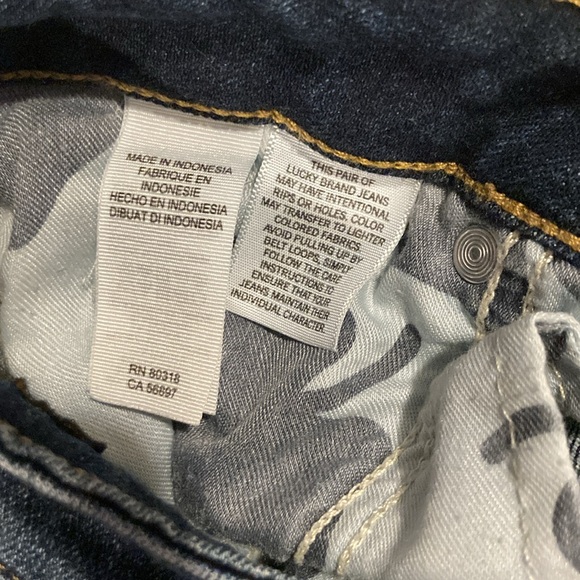 MADE IN INDONESIA
FABRIQUE EN
INDONESIE
HECHO EN INDONESIA
DIBUAT DI INDONESIA
RN 80318
CA 56697
THIS PAIR OF
LUCKY BRAND JEANS
MAY HAVE INTENTIONAL
RIPS OR HOLES. COLOR
MAY TRANSFER TO LIGHTER
COLORED FABRICS
AVOID PULLING UP BY
BELT LOOPS, SIMPLY
FOLLOW THE CARE
INSTRUCTIONS TO
ENSURE THAT YOUR
JEANS MAINTAIN THEIR
INDIVIDUAL CHARACTER